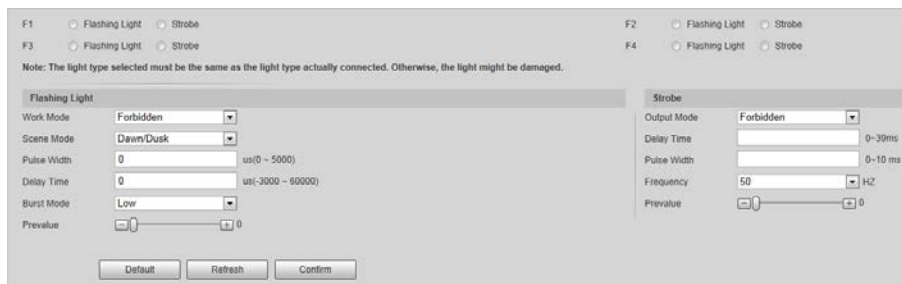 F1 Flashing Light Strobe F2 Flashing Light Strobe
F3 Flashing Light Strobe F4 Flashing Light Strobe
Note: The light type selected must be the same as the light type actually connected. Otherwise, the light might be damaged.
Flashing Light
Work Mode Forbidden
Scene Mode Dawn/Dusk
Pulse Width 0 us(0 ~ 5000)
Delay Time 0 us(-3000 ~ 60000)
Burst Mode Low
Prevalue 0
Default Refresh Confirm
Strobe
Output Mode Forbidden
Delay Time 0~39ms
Pulse Width 0~10 ms
Frequency 50 HZ
Prevalue 0